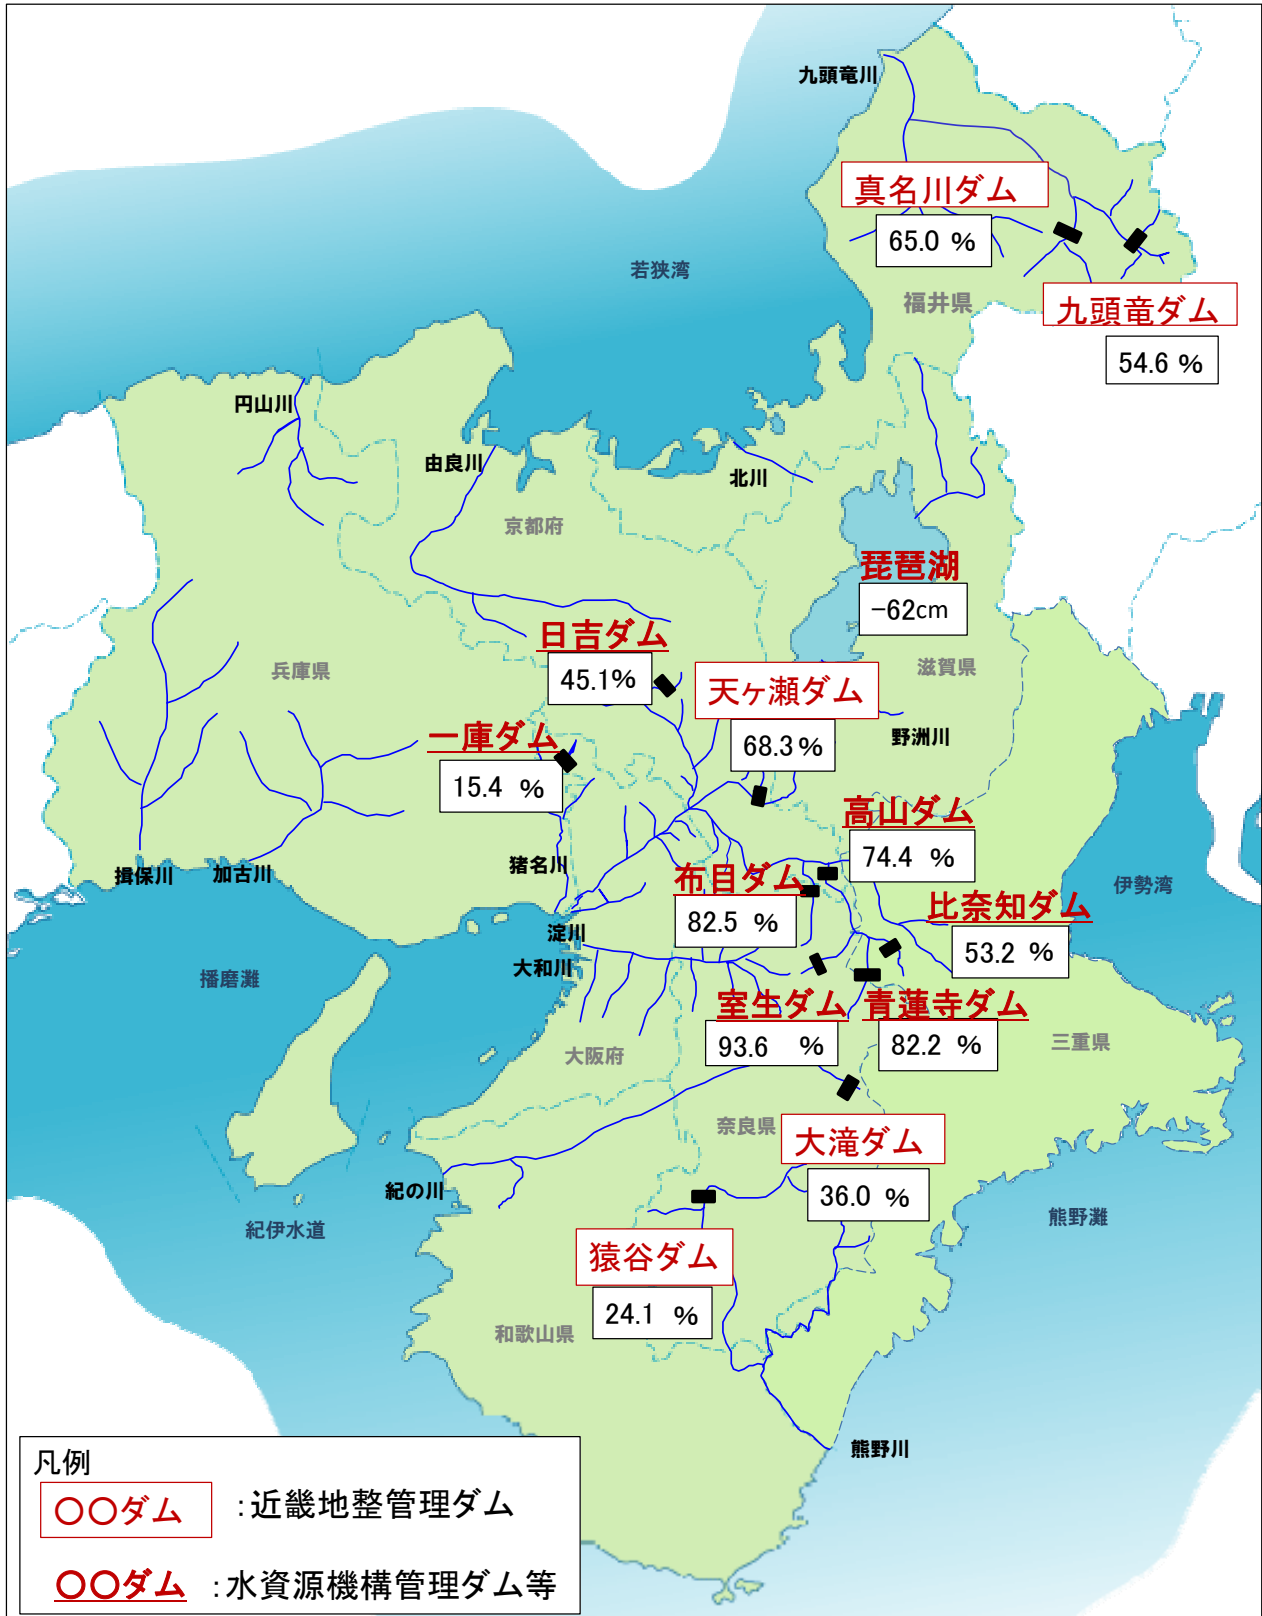 九頭竜川
真名川ダム
65.0 %
若狭湾
福井県
九頭竜ダム
54.6 %
円山川
由良川
北川
京都府
琵琶湖
-62cm
日吉ダム
45.1%
兵庫県
滋賀県
天ヶ瀬ダム
68.3%
野洲川
一庫ダム
15.4 %
高山ダム
74.4 %
猪名川
揖保川
加古川
布目ダム
82.5 %
伊勢湾
比奈知ダム
53.2 %
淀川
大和川
播磨灘
室生ダム
93.6 %
青蓮寺ダム
82.2 %
大阪府
三重県
奈良県
大滝ダム
36.0 %
紀の川
紀伊水道
熊野灘
猿谷ダム
24.1 %
和歌山県
熊野川
凡例
〇〇ダム :近畿地整管理ダム
〇〇ダム :水資源機構管理ダム等